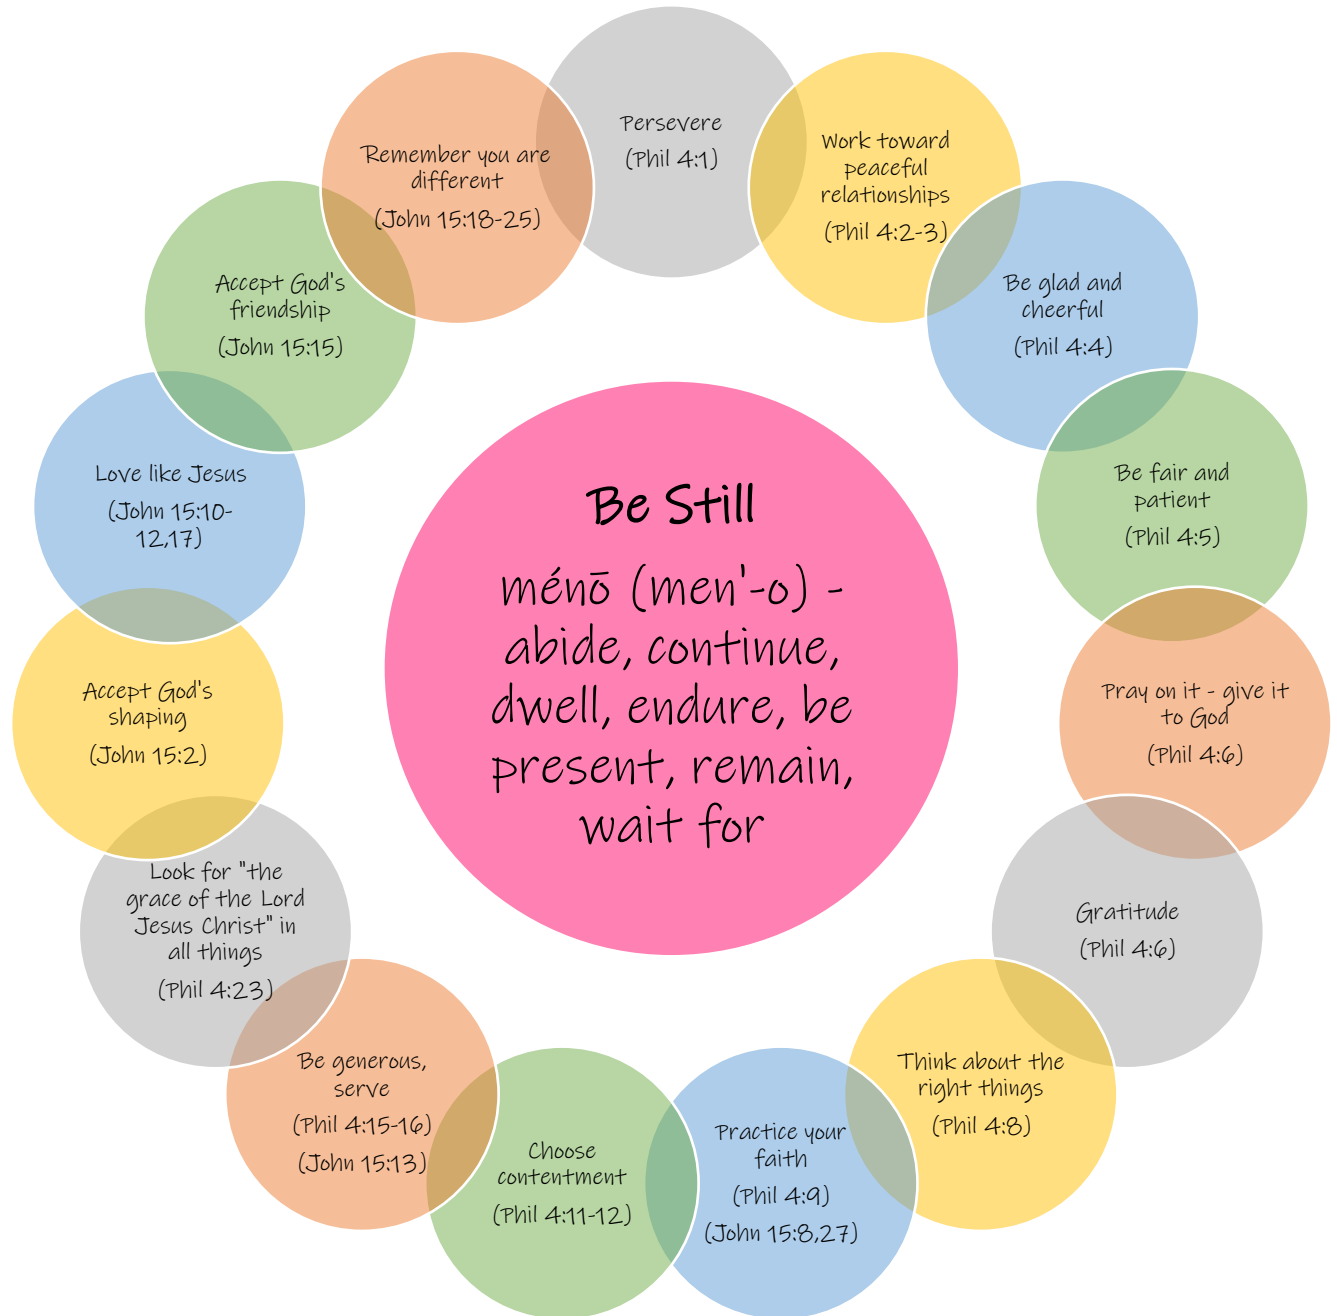 Persevere
(Phil 4:1)
Work toward
peaceful
relationships
(Phil 4:2-3)
Be glad and
cheerful
(Phil 4:4)
Be fair and
patient
(Phil 4:5)
Pray on it - give it
to God
(Phil 4:6)
Gratitude
(Phil 4:6)
Think about the
right things
(Phil 4:8)
Practice your
faith
(Phil 4:9)
(John 15:8,27)
Choose
contentment
(Phil 4:11-12)
Be generous,
serve
(Phil 4:15-16)
(John 15:13)
Look for "the
grace of the Lord
Jesus Christ" in
all things
(Phil 4:23)
Accept God's
shaping
(John 15:2)
Love like Jesus
(John 15:10-
12,17)
Accept God's
friendship
(John 15:15)
Remember you are
different
(John 15:18-25)
Be Still
ménō (men'-o) -
abide, continue,
dwell, endure, be
present, remain,
wait for